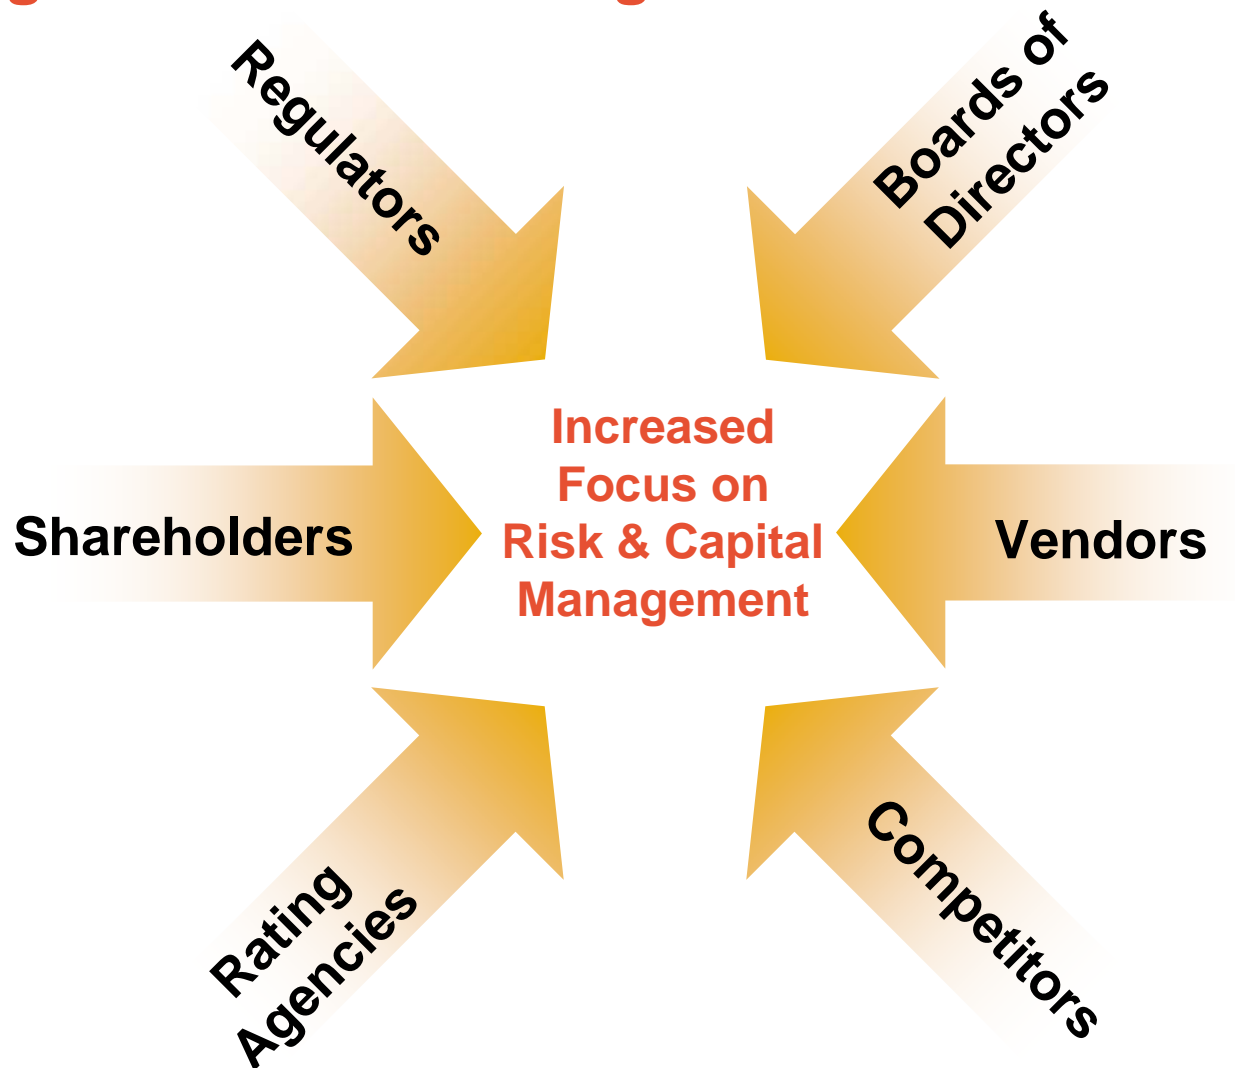 Regulators
Boards of
Directors
Increased
Focus on
Risk & Capital
Management
Shareholders
Vendors
Rating
Agencies
Competitors